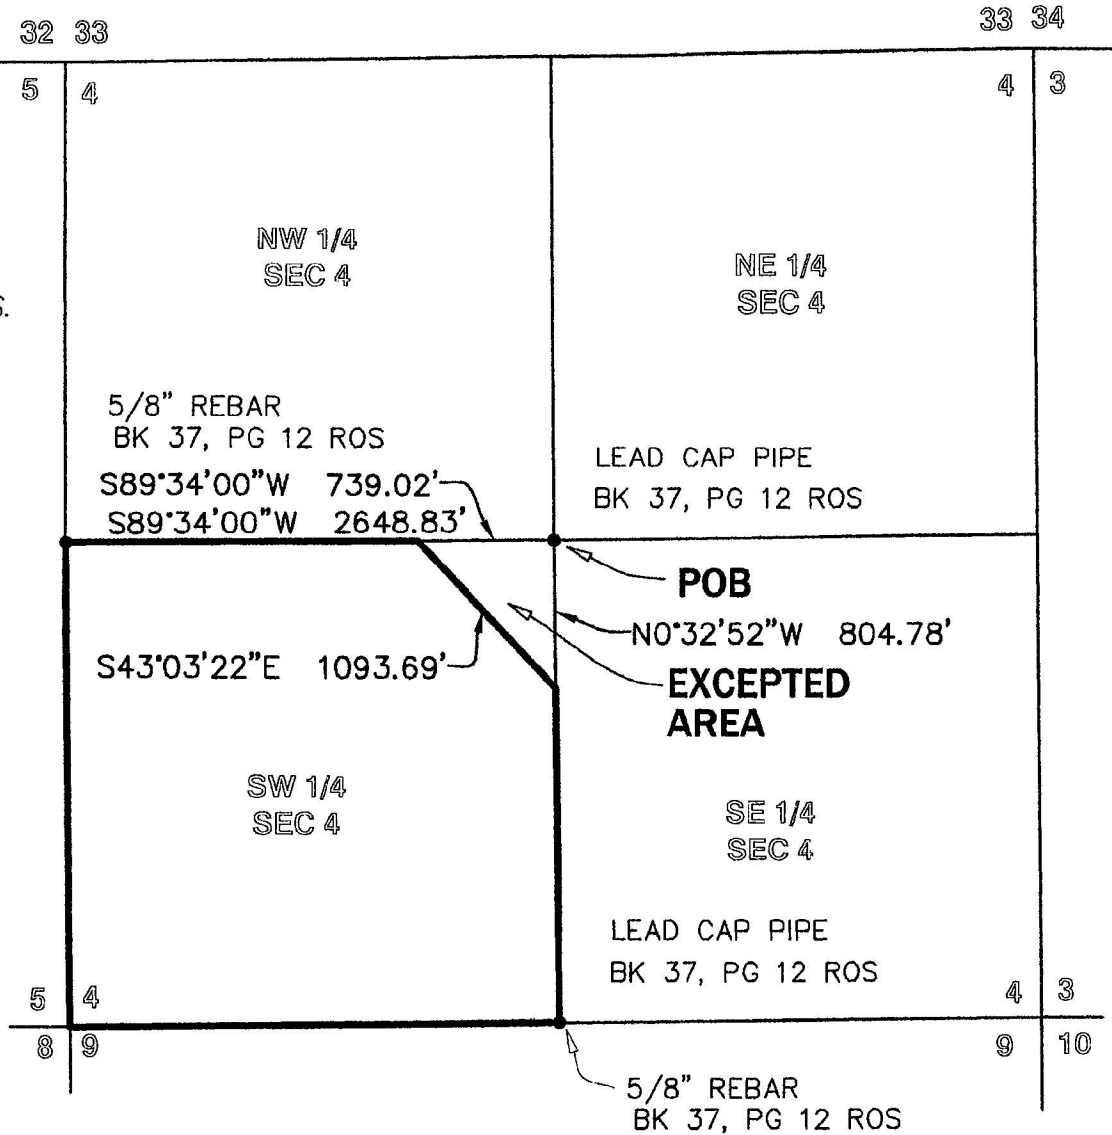 32 33
33 34
5 4
4 3
NW 1/4
SEC 4
NE 1/4
SEC 4
S.
5/8" REBAR
BK 37, PG 12 ROS
S89°34'00"W 739.02'
S89°34'00"W 2648.83'
LEAD CAP PIPE
BK 37, PG 12 ROS
POB
N0°32'52"W 804.78'
S43°03'22"E 1093.69'
EXCEPTED
AREA
SW 1/4
SEC 4
SE 1/4
SEC 4
LEAD CAP PIPE
BK 37, PG 12 ROS
5 4
4 3
8 9
9 10
5/8" REBAR
BK 37, PG 12 ROS